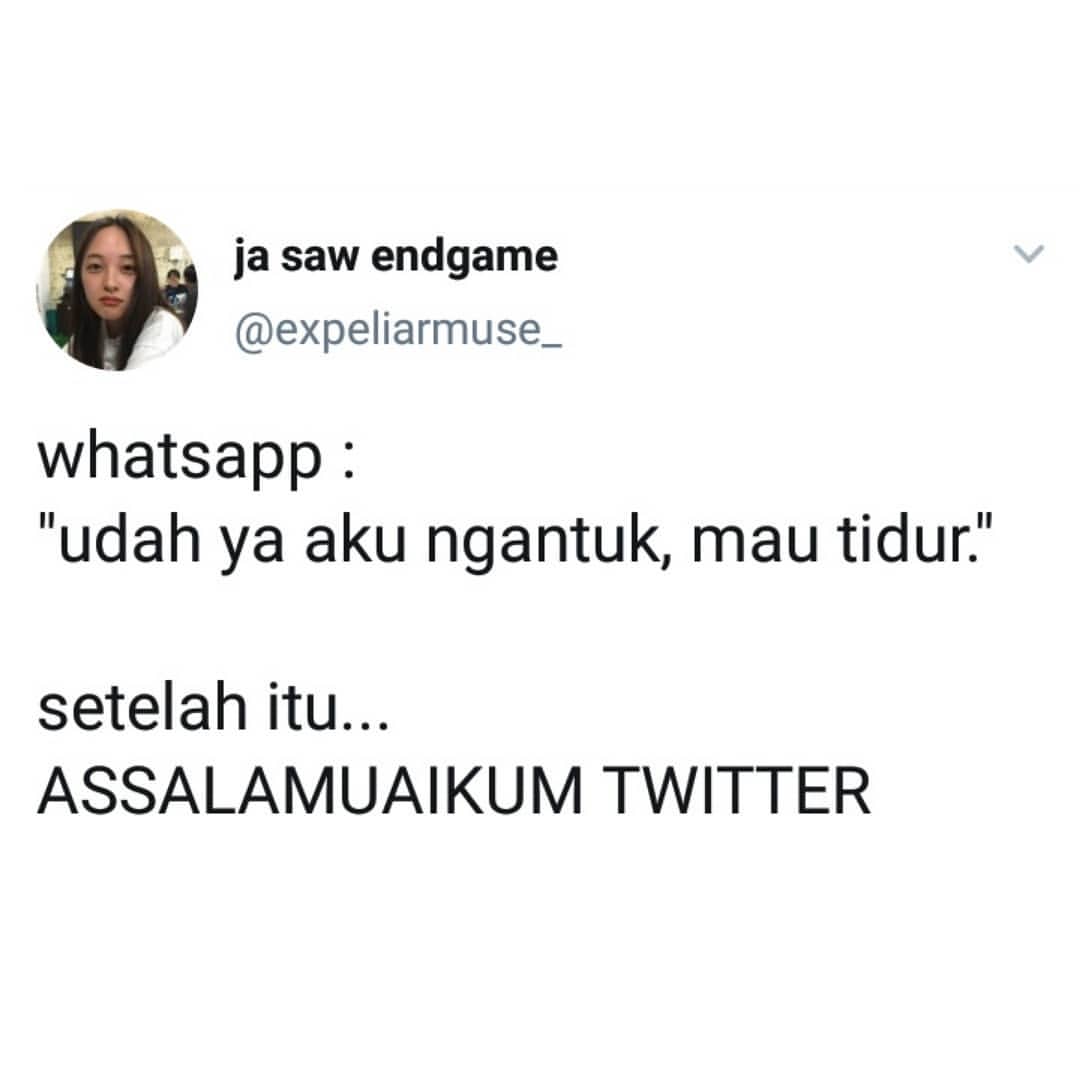 ja saw endgame
@expeliarmuse_
whatsapp :
"udah ya aku ngantuk, mau tidur."
setelah itu...
ASSALAMUAIKUM TWITTER